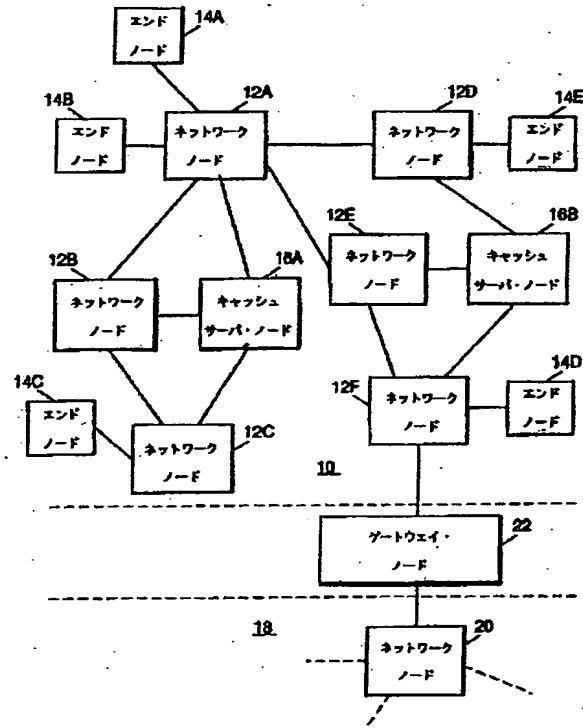 14A
エンド
ノード
14B
エンド
ノード
12A
ネットワーク
ノード
12D
ネットワーク
ノード
14E
エンド
ノード
12B
ネットワーク
ノード
16A
キャッシュ
サーバ・ノード
12E
ネットワーク
ノード
16B
キャッシュ
サーバ・ノード
14C
エンド
ノード
12C
ネットワーク
ノード
12F
ネットワーク
ノード
14D
エンド
ノード
10
ゲートウェイ・
ノード
22
18
ネットワーク
ノード
20